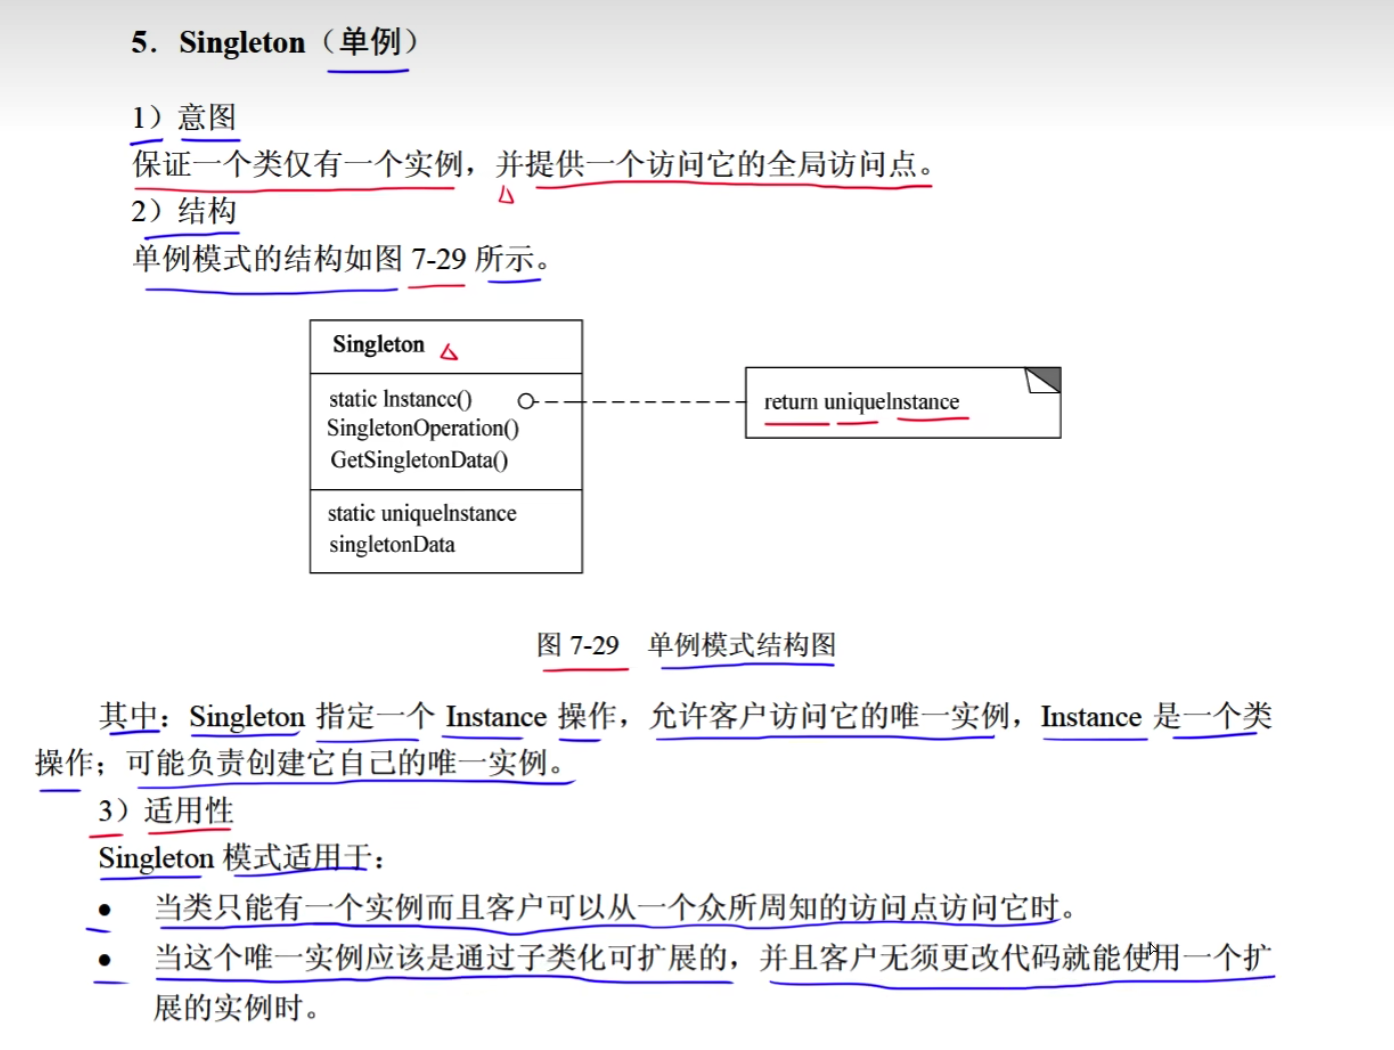 5. Singleton（单例）
1）意图
保证一个类仅有一个实例，并提供一个访问它的全局访问点。
2）结构
单例模式的结构如图 7-29 所示。
Singleton
static Instance()
SingletonOperation()
GetSingletonData()
static uniqueInstance
singletonData
return uniqueInstance
图 7-29 单例模式结构图
其中：Singleton 指定一个 Instance 操作，允许客户访问它的唯一实例，Instance 是一个类
操作；可能负责创建它自己的唯一实例。
3）适用性
Singleton 模式适用于：
● 当类只能有一个实例而且客户可以从一个众所周知的访问点访问它时。
● 当这个唯一实例应该是通过子类化可扩展的，并且客户无须更改代码就能使用一个扩
展的实例时。